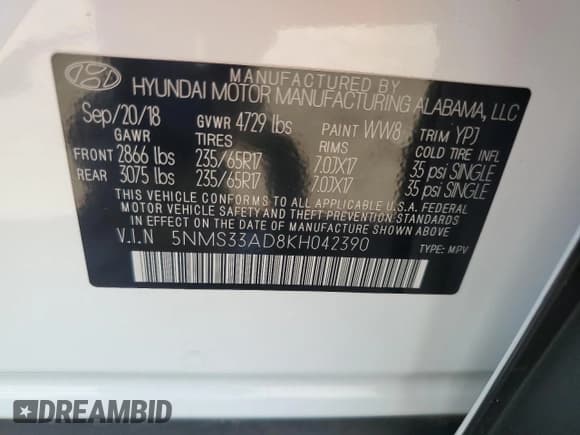 MANUFACTURED BY
HYUNDAI MOTOR MANUFACTURING ALABAMA, LLC
Sep/20/18 GVWR 4729 lbs PAINT WW8 TRIM YPJ
GAWR TIRES RIMS COLD TIRE INFL
FRONT 2866 lbs 235/65R17 7.0JX17 35 psi SINGLE
REAR 3075 lbs 235/65R17 7.0JX17 35 psi SINGLE
THIS VEHICLE CONFORMS TO ALL APPLICABLE U.S.A. FEDERAL
MOTOR VEHICLE SAFETY AND THEFT PREVENTION STANDARDS
IN EFFECT ON THE DATE OF MANUFACTURE SHOWN ABOVE
V.I.N 5NMS33AD8KH042390 TYPE: MPV
DREAMBID